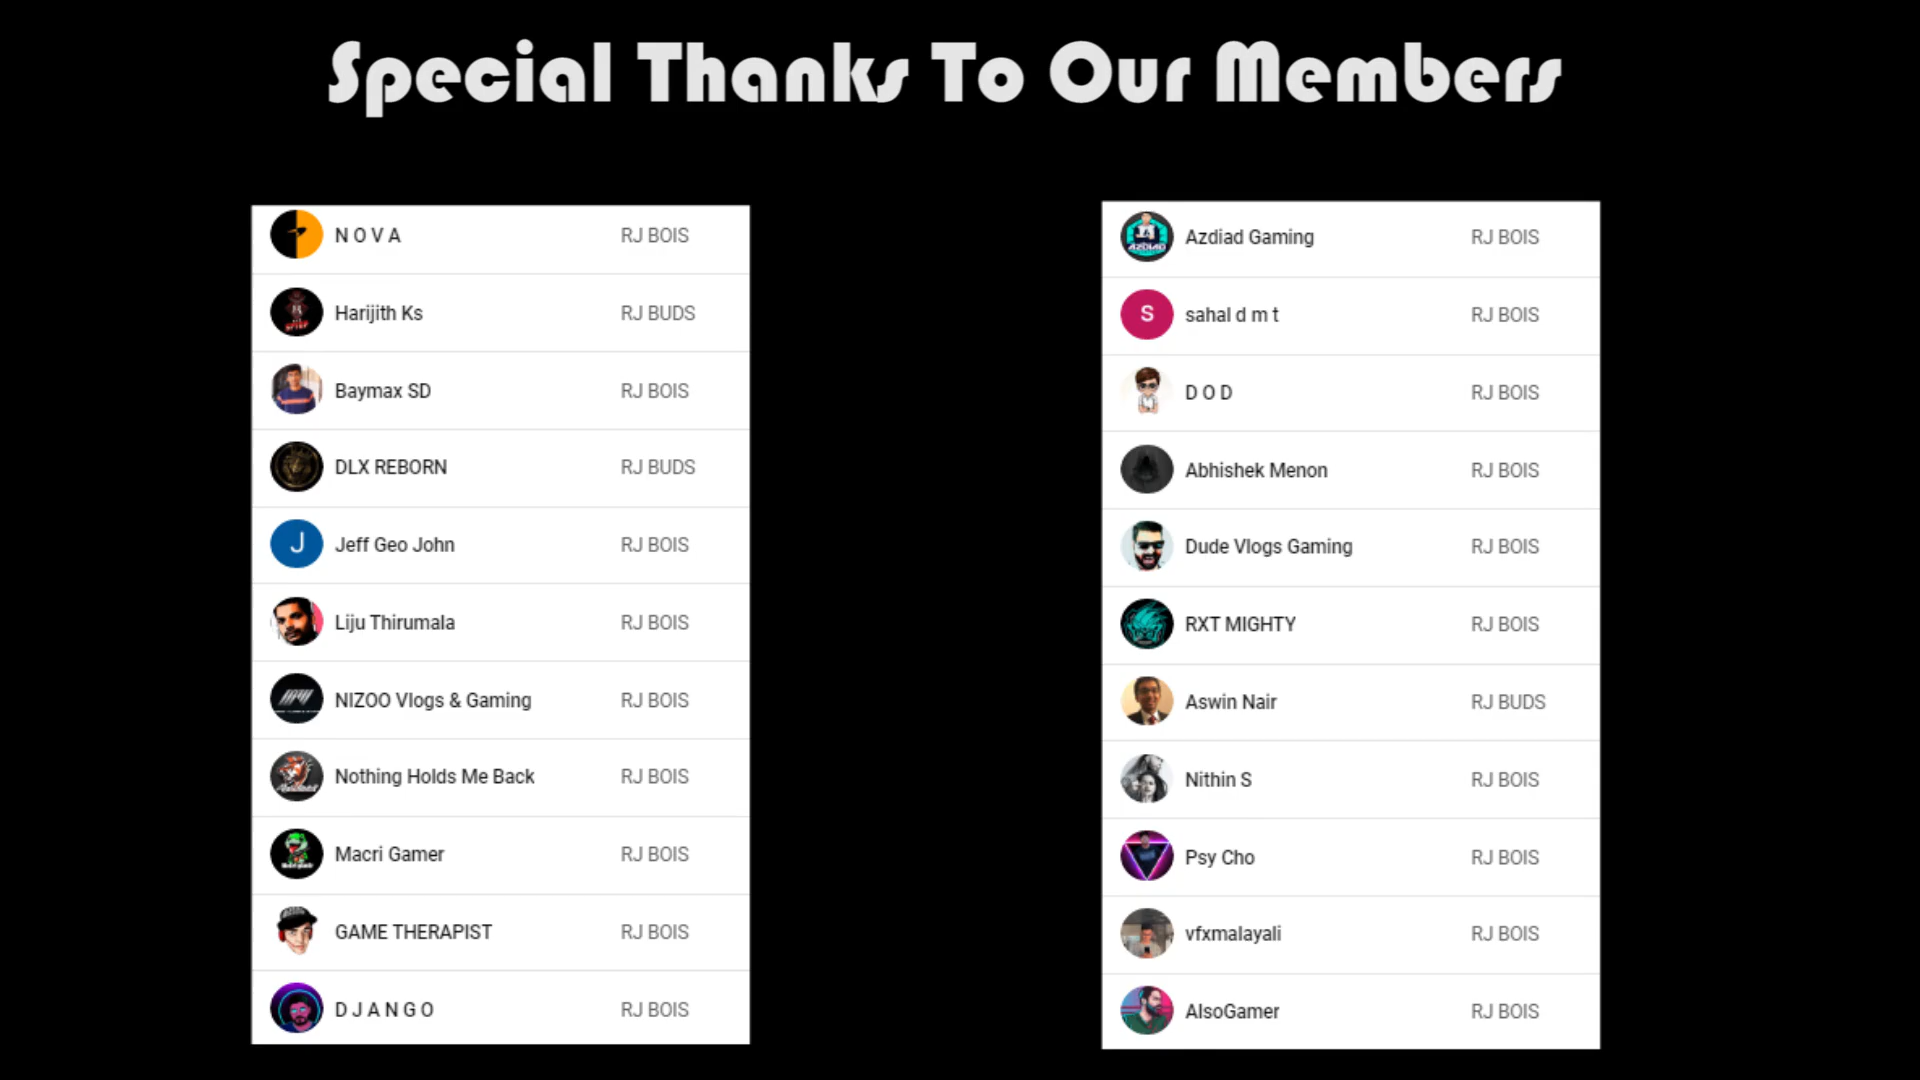 Special Thanks To Our Members
N O V A RJ BOIS
Harijith Ks RJ BUDS
Baymax SD RJ BOIS
DLX REBORN RJ BUDS
J Jeff Geo John RJ BOIS
Liju Thirumala RJ BOIS
NIZOO Vlogs & Gaming RJ BOIS
Nothing Holds Me Back RJ BOIS
Macri Gamer RJ BOIS
GAME THERAPIST RJ BOIS
D J A N G O RJ BOIS
AZDIAD
Azdiad Gaming RJ BOIS
S sahal d m t RJ BOIS
D O D RJ BOIS
Abhishek Menon RJ BOIS
Dude Vlogs Gaming RJ BOIS
RXT MIGHTY RJ BOIS
Aswin Nair RJ BUDS
Nithin S RJ BOIS
Psy Cho RJ BOIS
vfxmalayali RJ BOIS
AlsoGamer RJ BOIS